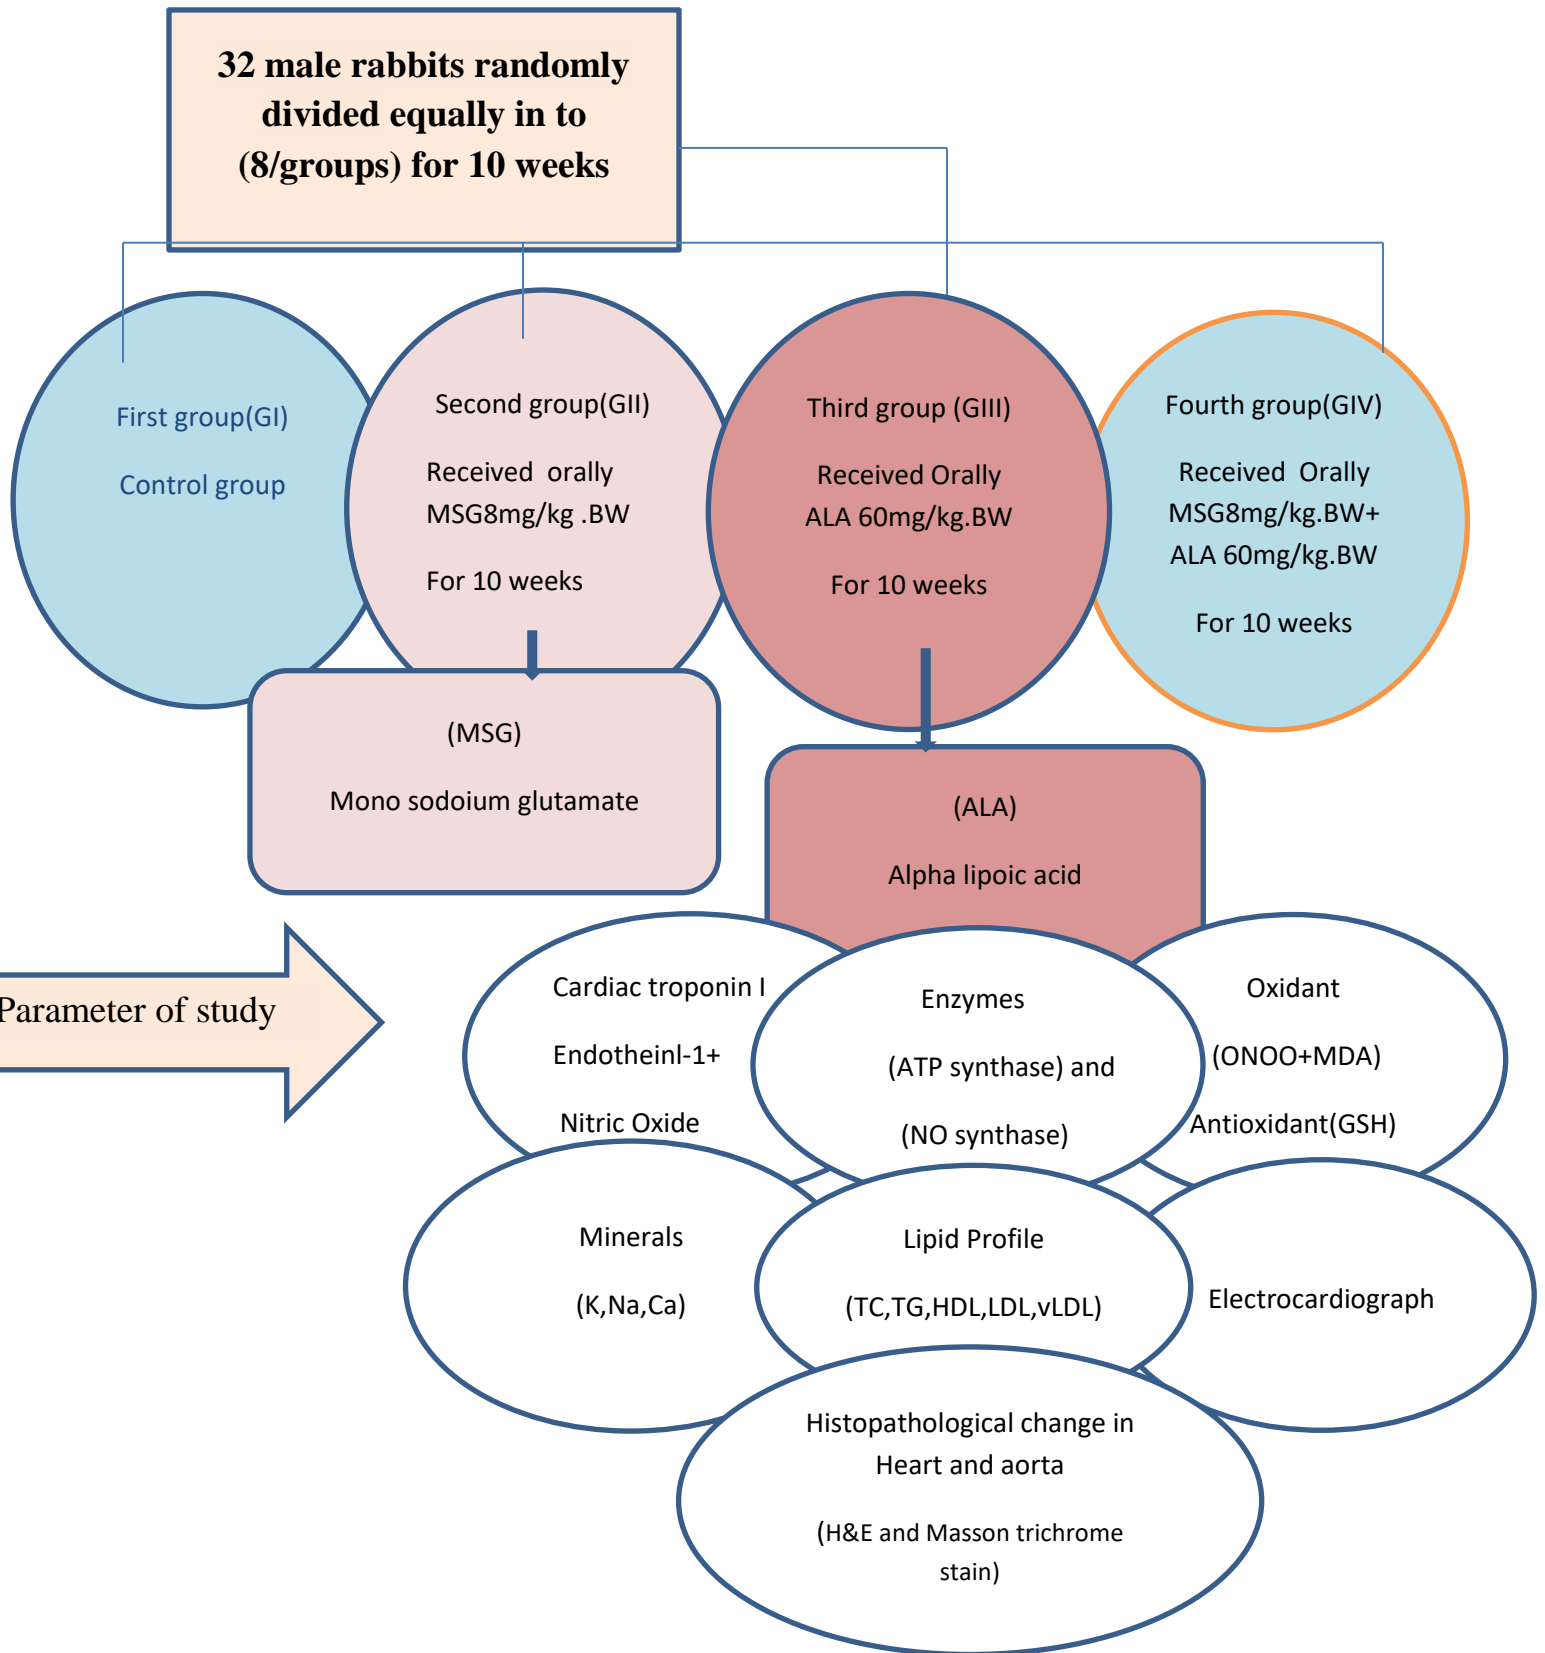 32 male rabbits randomly
divided equally in to
(8/groups) for 10 weeks
First group(GI)
Control group
Second group(GII)
Received orally
MSG8mg/kg .BW
For 10 weeks
Third group (GIII)
Received Orally
ALA 60mg/kg.BW
For 10 weeks
Fourth group(GIV)
Received Orally
MSG8mg/kg.BW+
ALA 60mg/kg.BW
For 10 weeks
(MSG)
Mono sodoium glutamate
(ALA)
Alpha lipoic acid
Parameter of study
Cardiac troponin I
Endotheinl-1+
Nitric Oxide
Enzymes
(ATP synthase) and
(NO synthase)
Oxidant
(ONOO+MDA)
Antioxidant(GSH)
Minerals
(K,Na,Ca)
Lipid Profile
(TC,TG,HDL,LDL,vLDL)
Electrocardiograph
Histopathological change in
Heart and aorta
(H&E and Masson trichrome
stain)